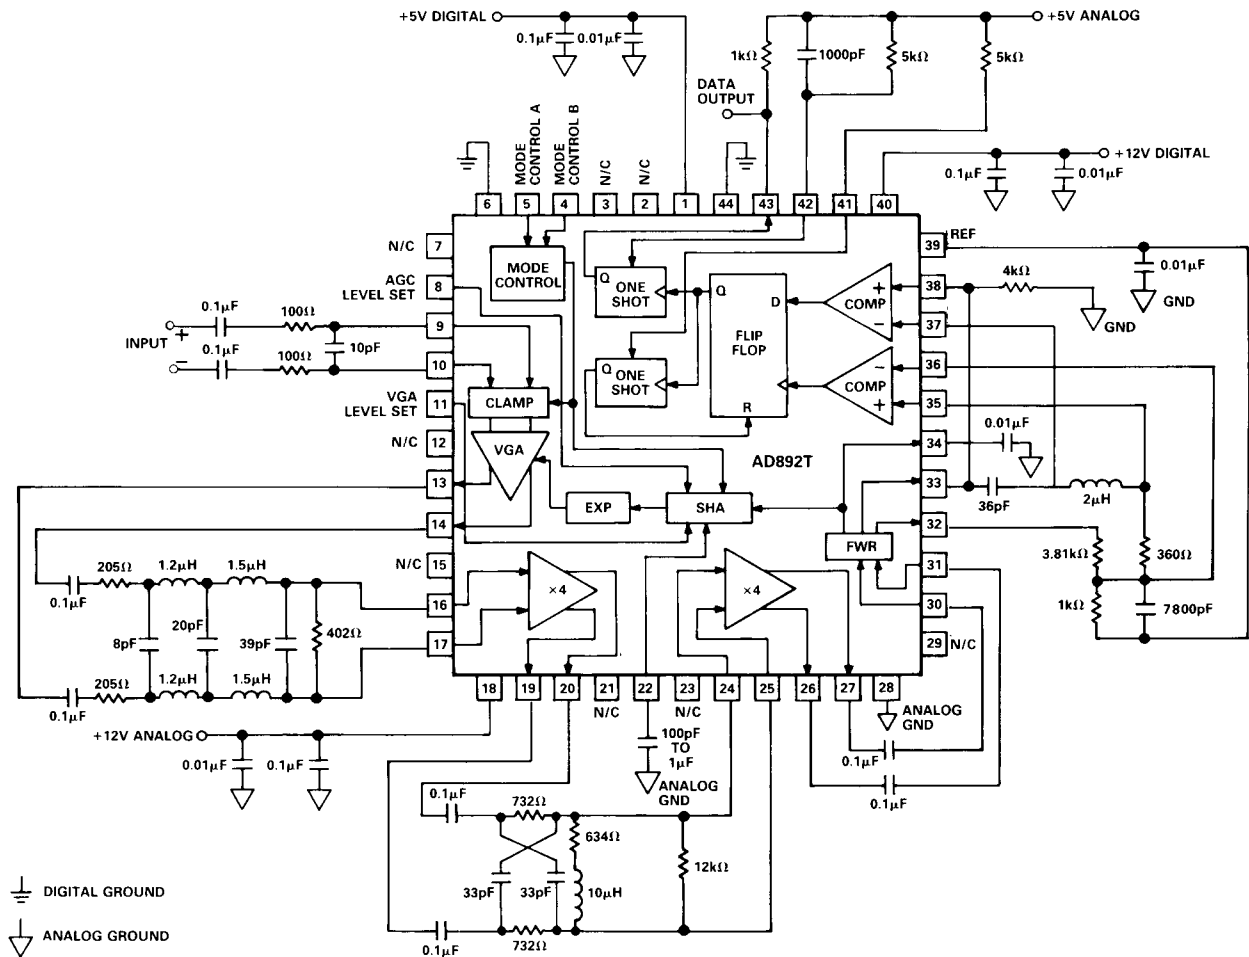 +5V DIGITAL
0.1μF
0.01μF
1kΩ
1000pF
5kΩ
5kΩ
+5V ANALOG
DATA
OUTPUT
MODE
CONTROL A
MODE
CONTROL B
N/C
N/C
0.1μF
0.01μF
+12V DIGITAL
6
5
4
3
2
1
44
43
42
41
40
N/C
7
AGC
LEVEL SET
8
INPUT
+
−
0.1μF
100Ω
0.1μF
100Ω
10pF
9
10
VGA
LEVEL SET
11
N/C
12
13
14
N/C
15
16
17
MODE
CONTROL
Q
ONE
SHOT
Q
ONE
SHOT
Q
D
FLIP
FLOP
R
+
COMP
−
−
COMP
+
CLAMP
VGA
AD892T
EXP
SHA
FWR
×4
×4
39
REF
38
37
36
35
34
33
32
31
30
29
N/C
4kΩ
GND
0.01μF
GND
0.01μF
36pF
2μH
3.81kΩ
360Ω
1kΩ
7800pF
0.1μF
205Ω
1.2μH
1.5μH
8pF
20pF
39pF
402Ω
0.1μF
205Ω
1.2μH
1.5μH
18
19
20
21
22
23
24
25
26
27
28
N/C
N/C
ANALOG
GND
+12V ANALOG
0.01μF
0.1μF
100pF
TO
1μF
ANALOG
GND
0.1μF
0.1μF
0.1μF
732Ω
634Ω
33pF
33pF
10μH
12kΩ
0.1μF
732Ω
DIGITAL GROUND
ANALOG GROUND